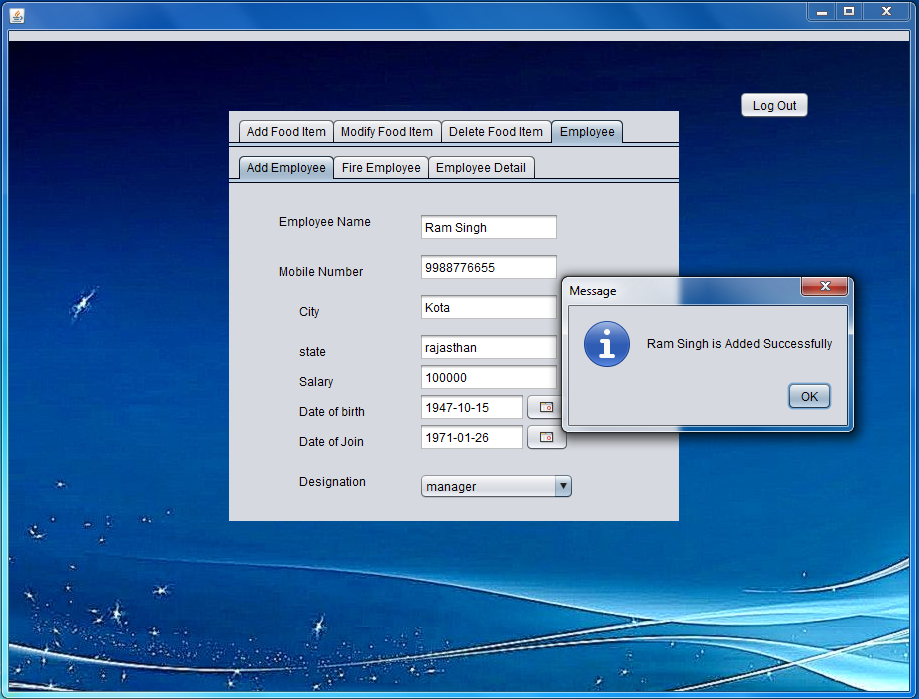 Log Out
Add Food Item Modify Food Item Delete Food Item Employee
Add Employee Fire Employee Employee Detail
Employee Name Ram Singh
Mobile Number 9988776655
City Kota
state rajasthan
Salary 100000
Date of birth 1947-10-15
Date of Join 1971-01-26
Designation manager
Message
Ram Singh is Added Successfully
OK